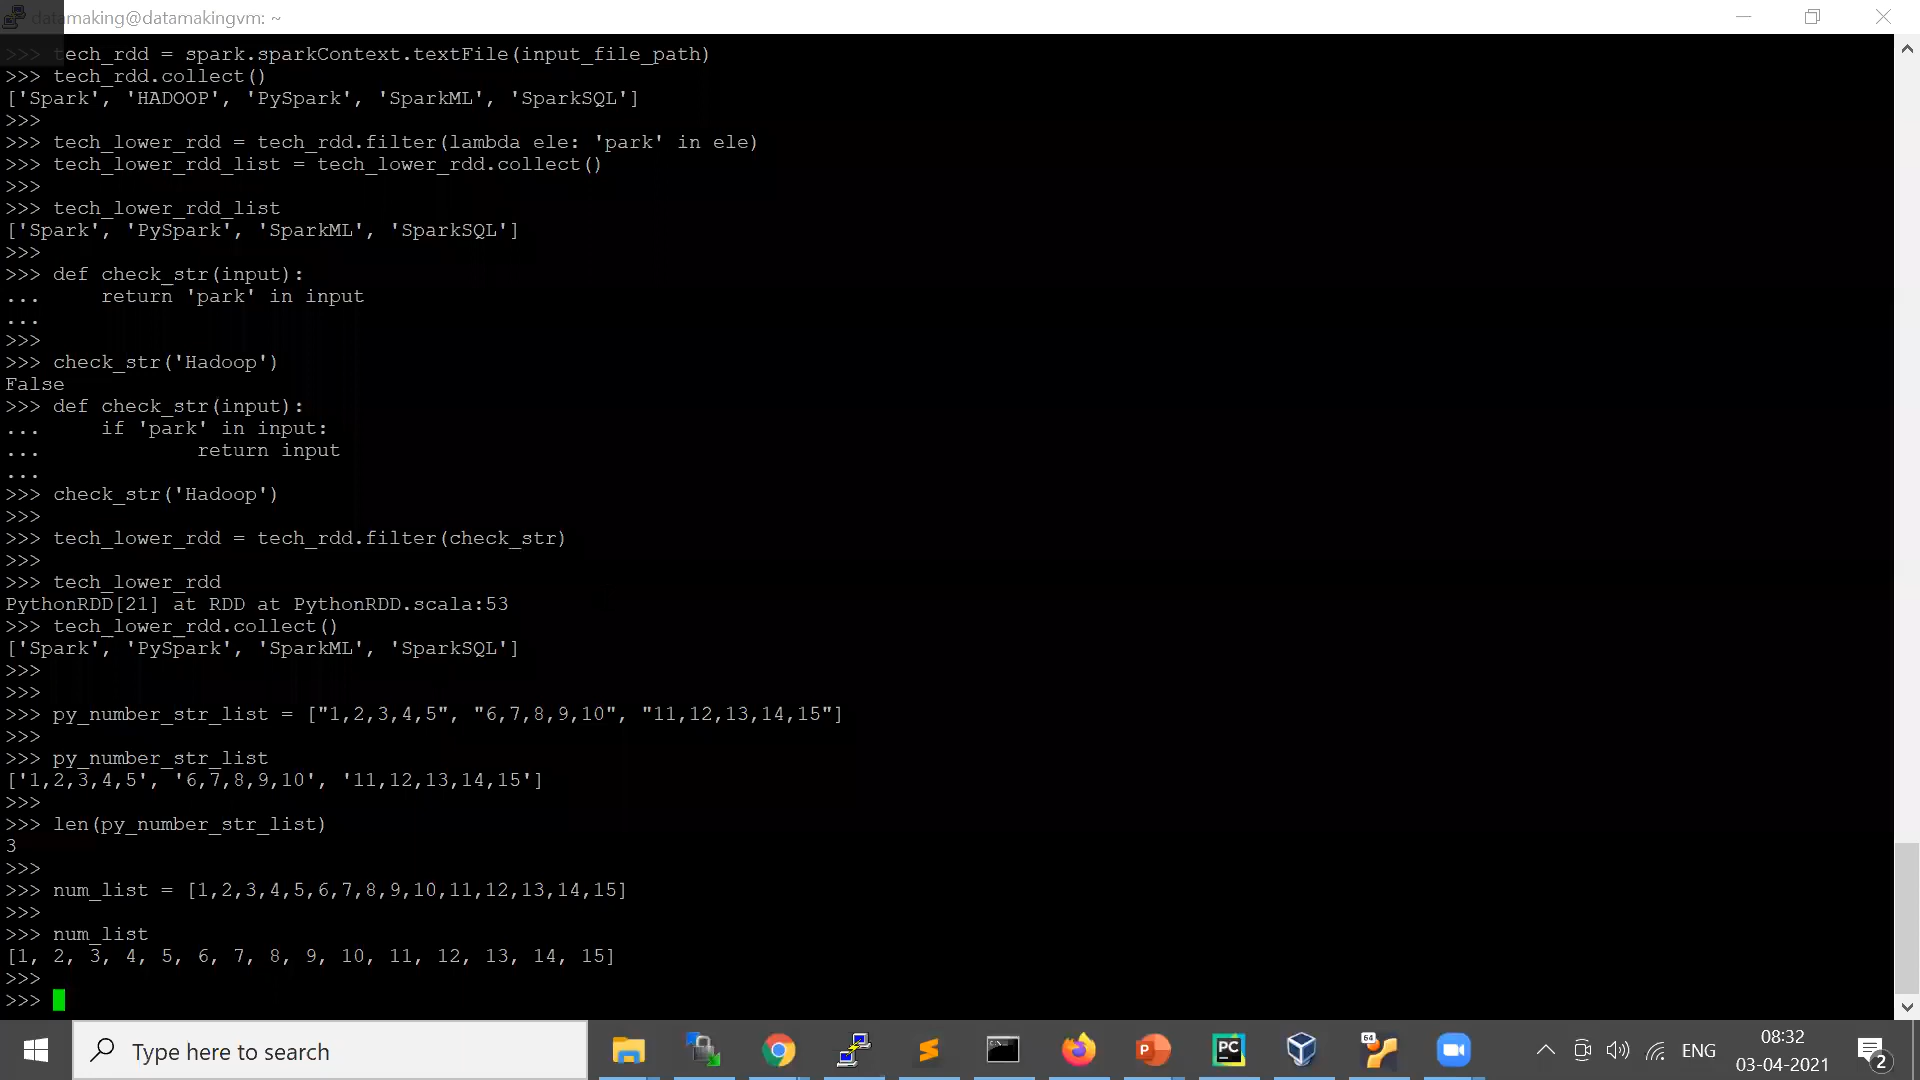 datamaking@datamakingvm: ~
>>> tech_rdd = spark.sparkContext.textFile(input_file_path)
>>> tech_rdd.collect()
['Spark', 'HADOOP', 'PySpark', 'SparkML', 'SparkSQL']
>>>
>>> tech_lower_rdd = tech_rdd.filter(lambda ele: 'park' in ele)
>>> tech_lower_rdd_list = tech_lower_rdd.collect()
>>>
>>> tech_lower_rdd_list
['Spark', 'PySpark', 'SparkML', 'SparkSQL']
>>>
>>> def check_str(input):
...     return 'park' in input
...
>>>
>>> check_str('Hadoop')
False
>>> def check_str(input):
...     if 'park' in input:
...             return input
...
>>> check_str('Hadoop')
>>>
>>> tech_lower_rdd = tech_rdd.filter(check_str)
>>>
>>> tech_lower_rdd
PythonRDD[21] at RDD at PythonRDD.scala:53
>>> tech_lower_rdd.collect()
['Spark', 'PySpark', 'SparkML', 'SparkSQL']
>>>
>>>
>>> py_number_str_list = ["1,2,3,4,5", "6,7,8,9,10", "11,12,13,14,15"]
>>>
>>> py_number_str_list
['1,2,3,4,5', '6,7,8,9,10', '11,12,13,14,15']
>>>
>>> len(py_number_str_list)
3
>>>
>>> num_list = [1,2,3,4,5,6,7,8,9,10,11,12,13,14,15]
>>>
>>> num_list
[1, 2, 3, 4, 5, 6, 7, 8, 9, 10, 11, 12, 13, 14, 15]
>>>
>>>
Type here to search
PC
P
64
ENG
08:32
03-04-2021
2